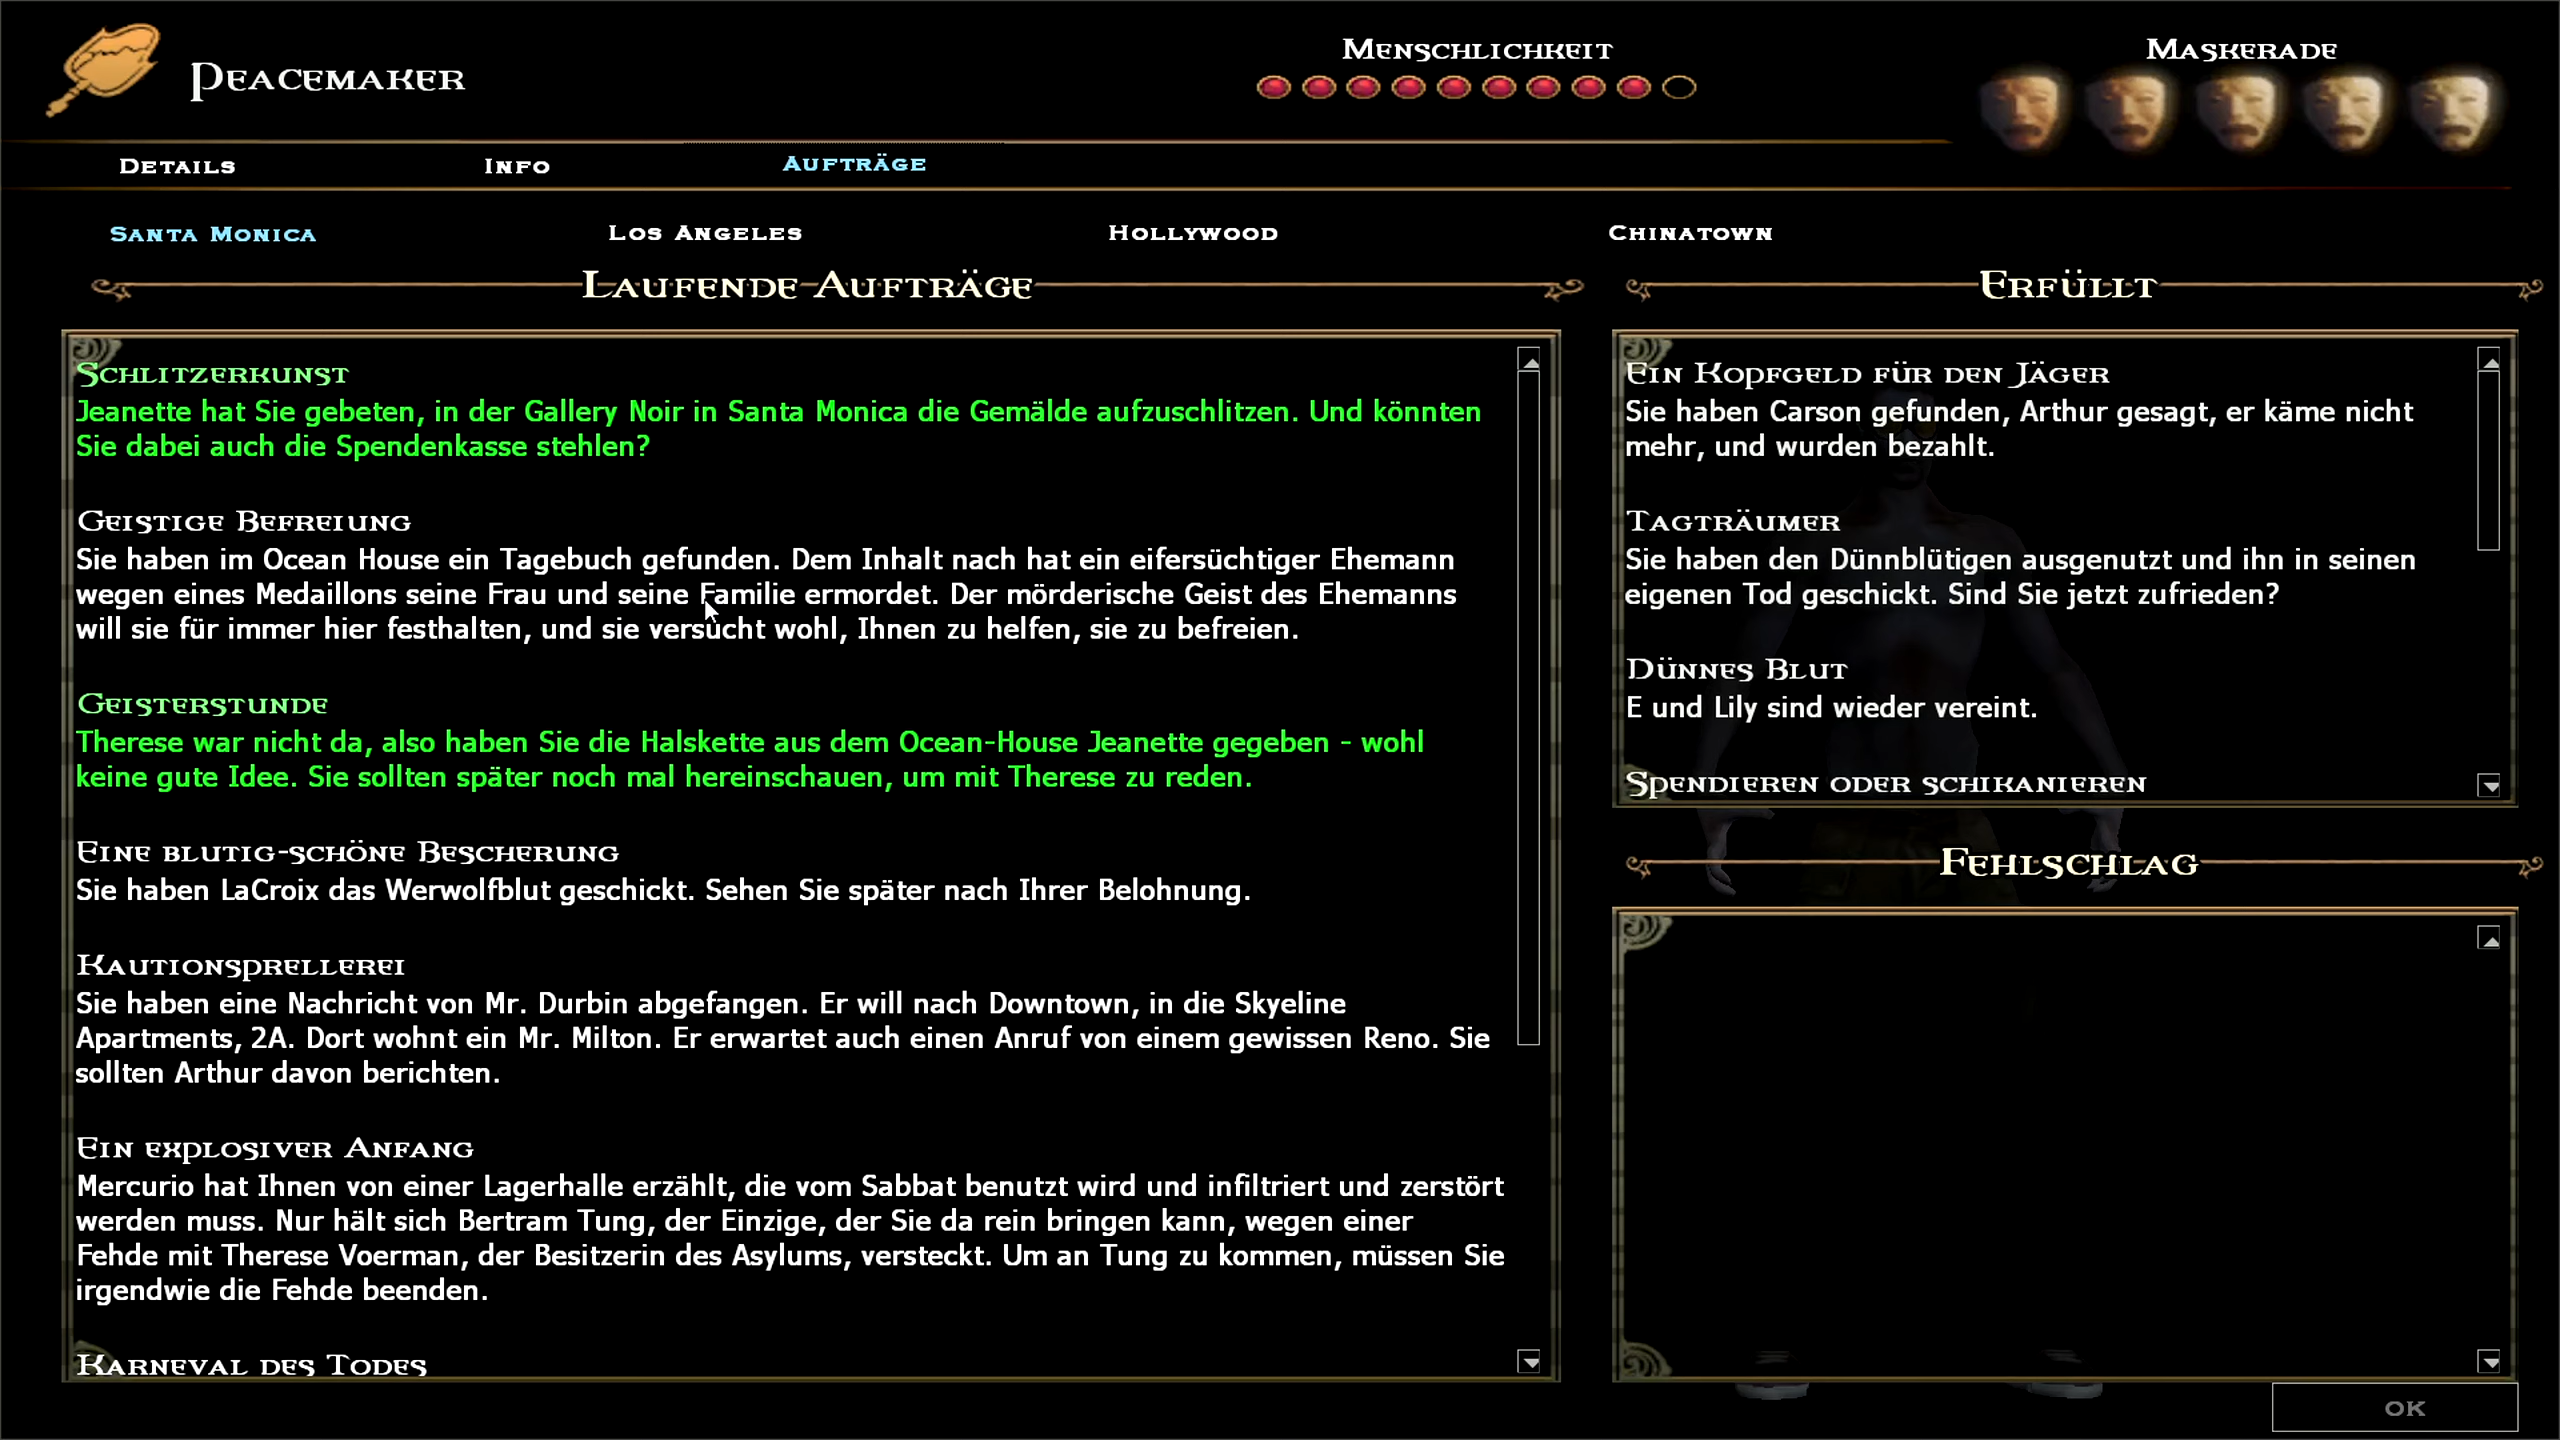 Peacemaker
Menschlichkeit
Maskerade
Details
Info
Aufträge
Santa Monica
Los Angeles
Hollywood
Chinatown
Laufende Aufträge
Schlitzerkunst
Jeanette hat Sie gebeten, in der Gallery Noir in Santa Monica die Gemälde aufzuschlitzen. Und könnten
Sie dabei auch die Spendenkasse stehlen?
Geistige Befreiung
Sie haben im Ocean House ein Tagebuch gefunden. Dem Inhalt nach hat ein eifersüchtiger Ehemann
wegen eines Medaillons seine Frau und seine Familie ermordet. Der mörderische Geist des Ehemanns
will sie für immer hier festhalten, und sie versucht wohl, Ihnen zu helfen, sie zu befreien.
Geisterstunde
Therese war nicht da, also haben Sie die Halskette aus dem Ocean-House Jeanette gegeben - wohl
keine gute Idee. Sie sollten später noch mal hereinschauen, um mit Therese zu reden.
Eine blutig-schöne Bescherung
Sie haben LaCroix das Werwolfblut geschickt. Sehen Sie später nach Ihrer Belohnung.
Kautionsprellerei
Sie haben eine Nachricht von Mr. Durbin abgefangen. Er will nach Downtown, in die Skyeline
Apartments, 2A. Dort wohnt ein Mr. Milton. Er erwartet auch einen Anruf von einem gewissen Reno. Sie
sollten Arthur davon berichten.
Ein explosiver Anfang
Mercurio hat Ihnen von einer Lagerhalle erzählt, die vom Sabbat benutzt wird und infiltriert und zerstört
werden muss. Nur hält sich Bertram Tung, der Einzige, der Sie da rein bringen kann, wegen einer
Fehde mit Therese Voerman, der Besitzerin des Asylums, versteckt. Um an Tung zu kommen, müssen Sie
irgendwie die Fehde beenden.
Karneval des Todes
Erfüllt
Ein Kopfgeld für den Jäger
Sie haben Carson gefunden, Arthur gesagt, er käme nicht
mehr, und wurden bezahlt.
Tagträumer
Sie haben den Dünnblütigen ausgenutzt und ihn in seinen
eigenen Tod geschickt. Sind Sie jetzt zufrieden?
Dünnes Blut
E und Lily sind wieder vereint.
Spendieren oder schikanieren
Fehlschlag
OK